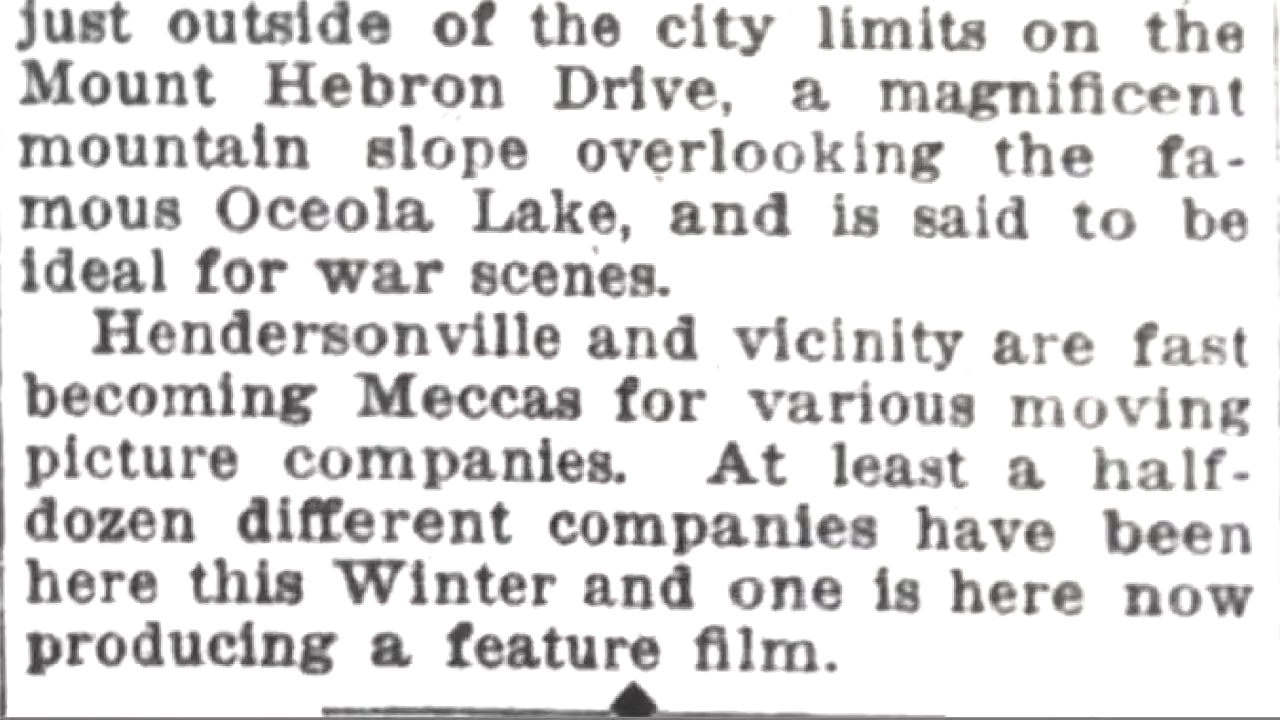 just outside of the city limits on the
Mount Hebron Drive, a magnificent
mountain slope overlooking the fa-
mous Oceola Lake, and is said to be
ideal for war scenes.
Hendersonville and vicinity are fast
becoming Meccas for various moving
picture companies. At least a half-
dozen different companies have been
here this Winter and one is here now
producing a feature film.